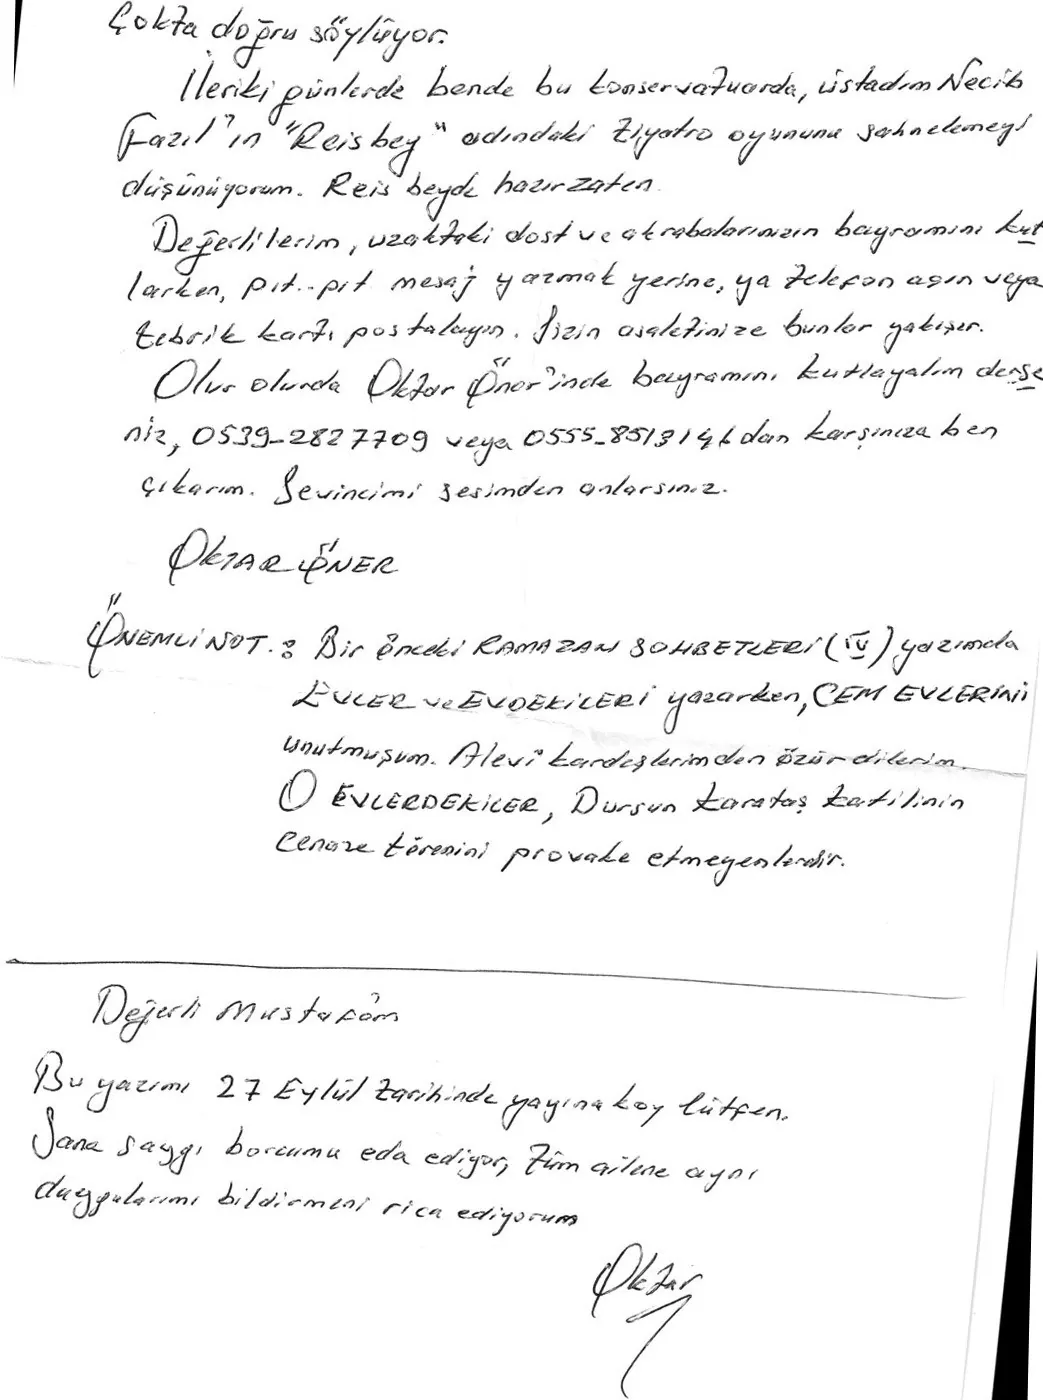 Çokta doğru söylüyor.
İleriki günlerde bende bu konservatuarda, üstadım Necib
Fazıl'ın "Reis bey" adındaki tiyatro oyununu sahnelemeyi
düşünüyorum. Reis beyde hazır zaten.
Değerlilerim, uzaktaki dost ve akrabalarınızın bayramını kut
larken, pıt..pıt mesaj yazmak yerine, ya telefon açın veya
tebrik kartı postalayın. Sizin asaletinize bunlar yakışır.
Olur olurda Oktar Öner'inde bayramını kutlayalım derse
niz, 0539-2827709 veya dan karşınıza ben
çıkarım. Sevincimi sesimden anlarsınız.
OKTAR ÖNER
ÖNEMLİ NOT.: Bir önceki RAMAZAN SOHBETLERİ (IV) yazımda
EVLER ve EVDEKİLERİ yazarken, CEM EVLERİNİ
unutmuşum. Alevi kardeşlerimden özür dilerim.
O EVLERDEKİLER, Dursun Karataş katilinin
cenaze törenini provake etmeyenlerdir.
Değerli Mustafam
Bu yazımı 27 Eylül tarihinde yayına koy lütfen.
Sana saygı borcumu eda ediyor, tüm ailene aynı
duygularımı bildirmeni rica ediyorum
Oktar